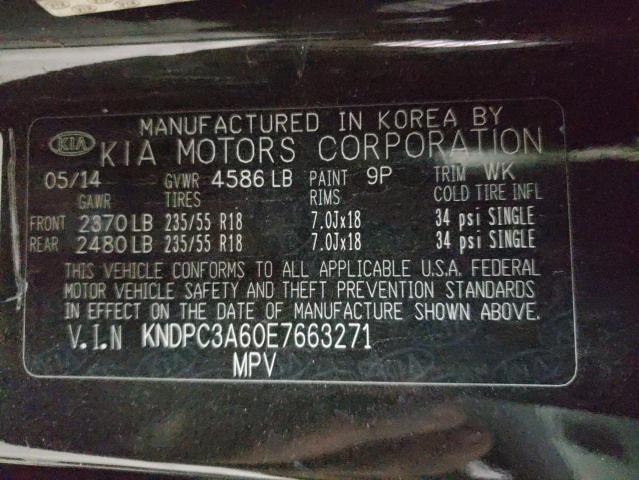 MANUFACTURED IN KOREA BY
KIA KIA MOTORS CORPORATION
05/14 GVWR 4586 LB PAINT 9P TRIM WK
GAWR TIRES RIMS COLD TIRE INFL
FRONT 2370 LB 235/55 R18 7.0Jx18 34 psi SINGLE
REAR 2480 LB 235/55 R18 7.0Jx18 34 psi SINGLE
THIS VEHICLE CONFORMS TO ALL APPLICABLE U.S.A. FEDERAL
MOTOR VEHICLE SAFETY AND THEFT PREVENTION STANDARDS
IN EFFECT ON THE DATE OF MANUFACTURE SHOWN ABOVE.
V.I.N KNDPC3A60E7663271
MPV